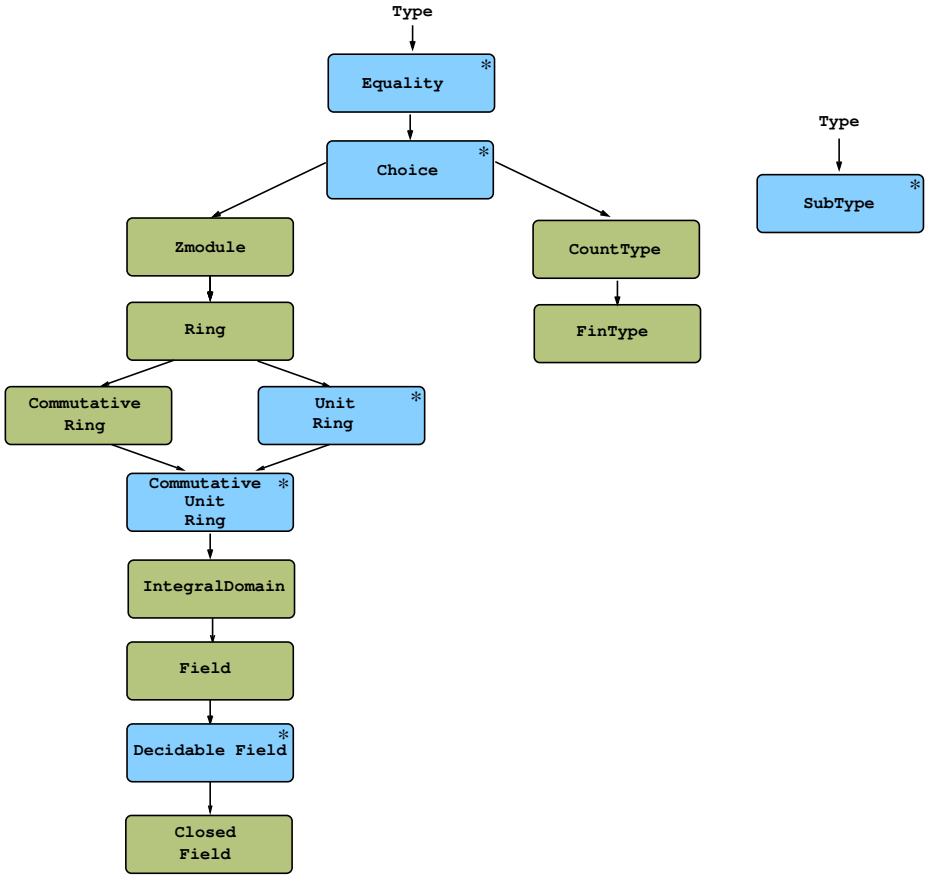 Type
Equality *
Choice *
Type
SubType *
Zmodule
CountType
Ring
FinType
Commutative
Ring
Unit *
Ring
Commutative *
Unit
Ring
IntegralDomain
Field
*
Decidable Field
Closed
Field